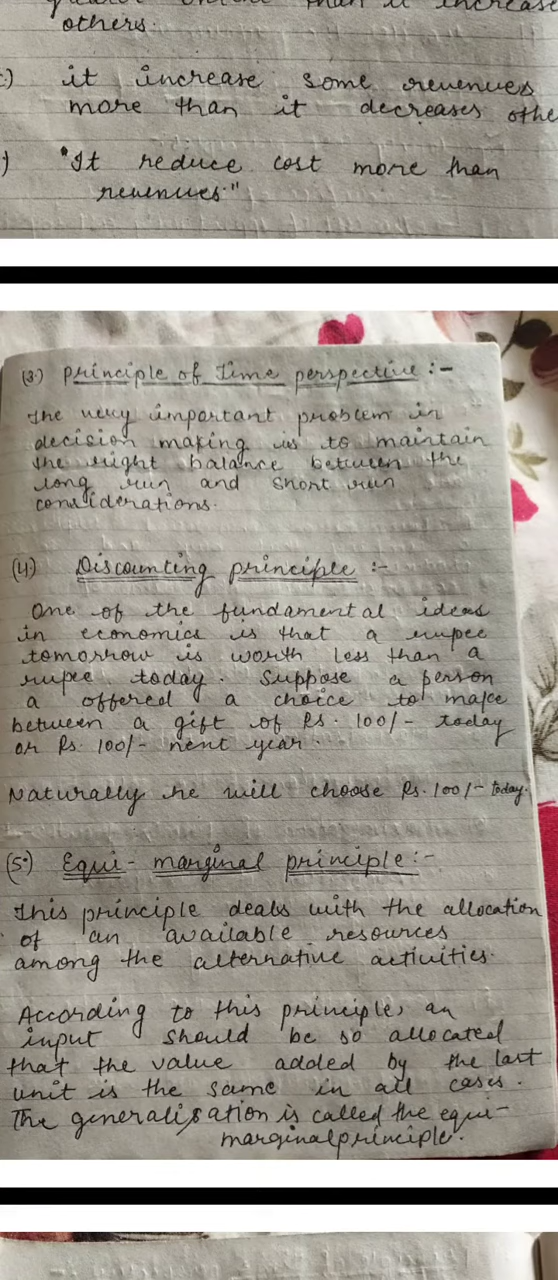 others.
it increase some revenues
more than it decreases othe
"It reduce cost more than
revenues."
(3.) Principle of Time perspective :-
The very important problem in
decision making is to maintain
the right balance between the
long run and short run
considerations.
(4) Discounting principle :-
One of the fundamental ideas
in economics is that a rupee
tomorrow is worth less than a
rupee today. Suppose a person
a offered a choice to make
between a gift of Rs. 100/- today
or Rs. 100/- next year.
Naturally he will choose Rs. 100/- today.
(5.) Equi-marginal principle :-
This principle deals with the allocation
of an available resources
among the alternative activities.
According to this principle, an
input should be so allocated
that the value added by the last
unit is the same in all cases.
The generalisation is called the equi-
marginal principle.